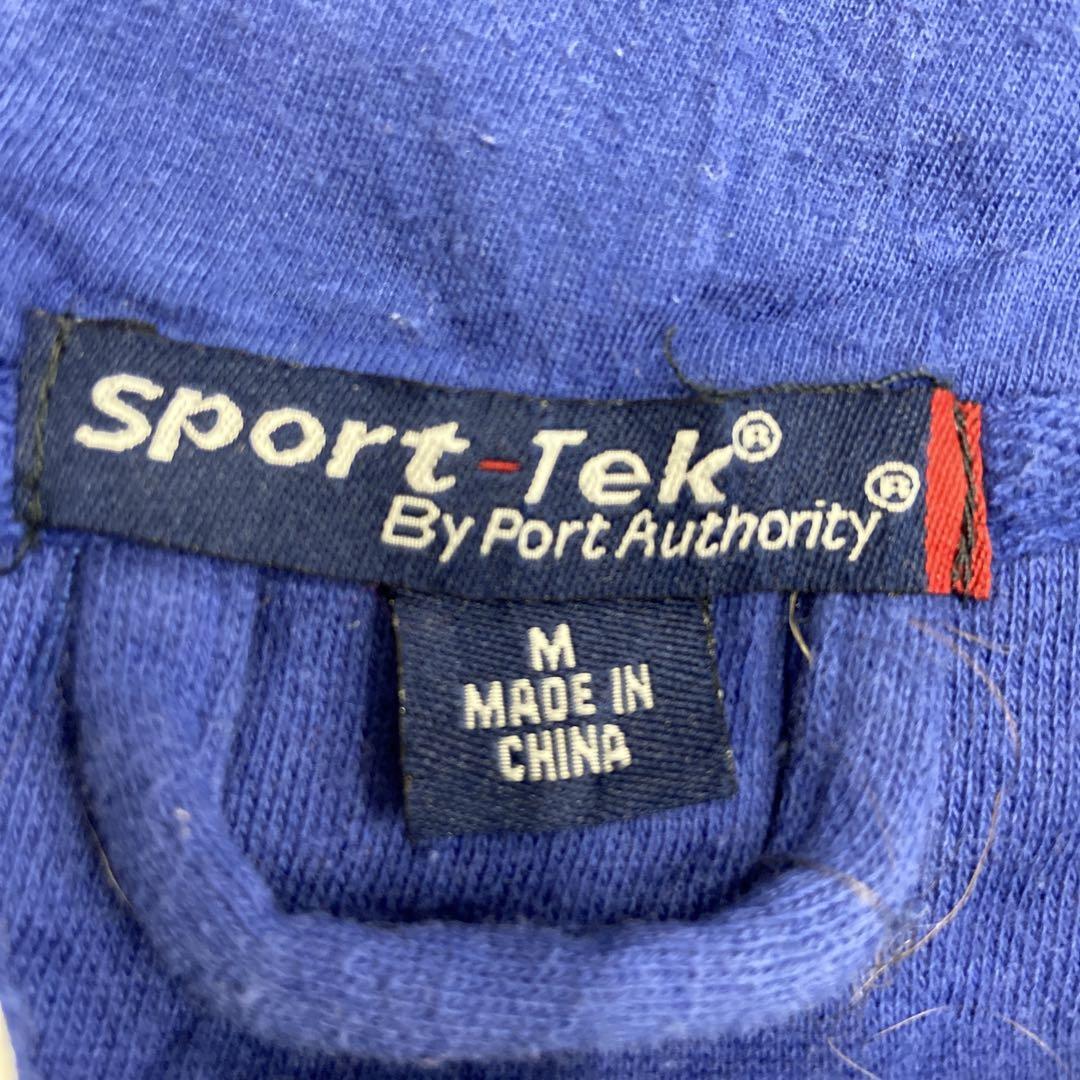 Sport-Tek®
By Port Authority®
M
MADE IN
CHINA